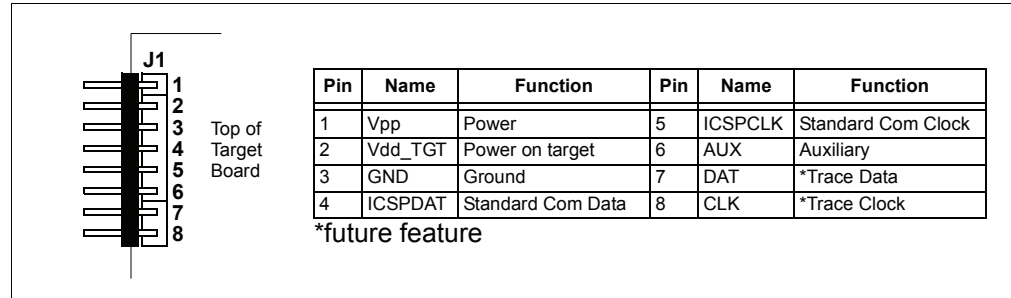 J1
1
2
3
4
5
6
7
8
Top of
Target
Board
Pin Name Function Pin Name Function
1 Vpp Power 5 ICSPCLK Standard Com Clock
2 Vdd_TGT Power on target 6 AUX Auxiliary
3 GND Ground 7 DAT *Trace Data
4 ICSPDAT Standard Com Data 8 CLK *Trace Clock
*future feature